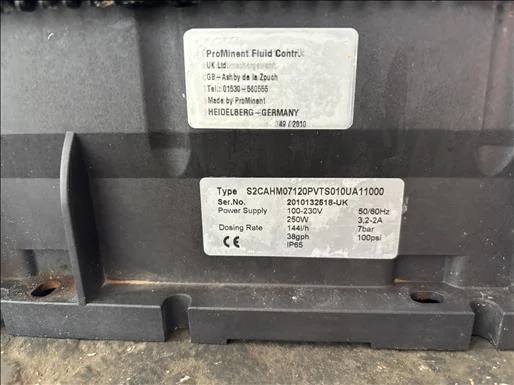 ProMinent Fluid Contr
UK Ltd.
GB-Ashby de la Zouch
Tel.: 01530-560555
Made by ProMinent
HEIDELBERG-GERMANY
49/2010
Type S2CAHM07120PVTS010UA11000
Ser.No. 2010132518-UK
Power Supply 100-230V 50/60Hz
250W 3,2-2A
Dosing Rate 144l/h 7bar
38gph 100psi
CE IP65